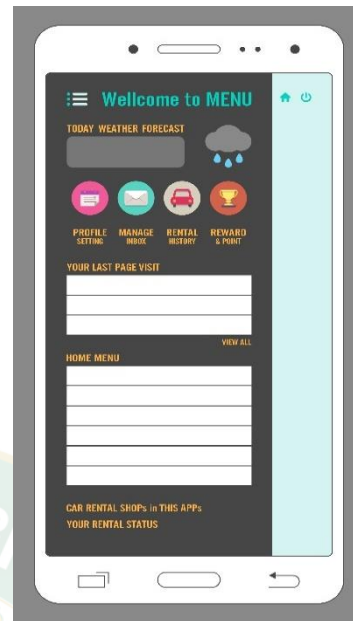 Wellcome to MENU
TODAY WEATHER FORECAST
PROFILE MANAGE RENTAL REWARD
SETTING INBOX HISTORY & POINT
YOUR LAST PAGE VISIT
VIEW ALL
HOME MENU
CAR RENTAL SHOPs in THIS APPs
YOUR RENTAL STATUS